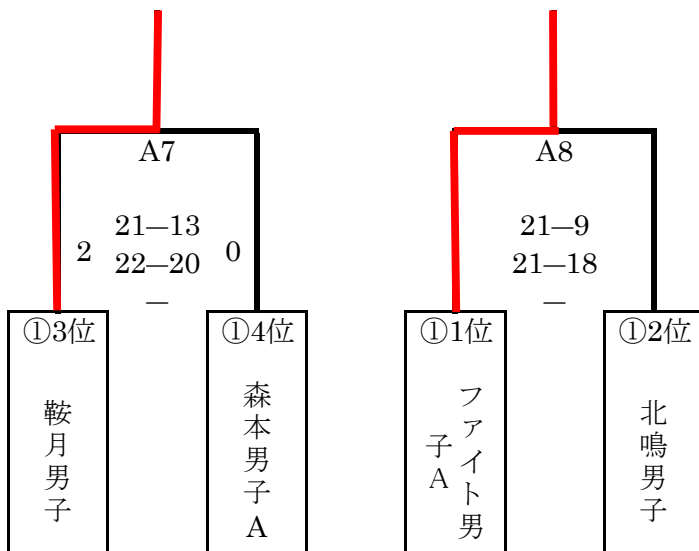 A7
21–13
2
22–20
0
–
①3位
鞍月男子
①4位
森本男子A
A8
21–9
21–18
–
①1位
ファイト男
子A
①2位
北鳴男子